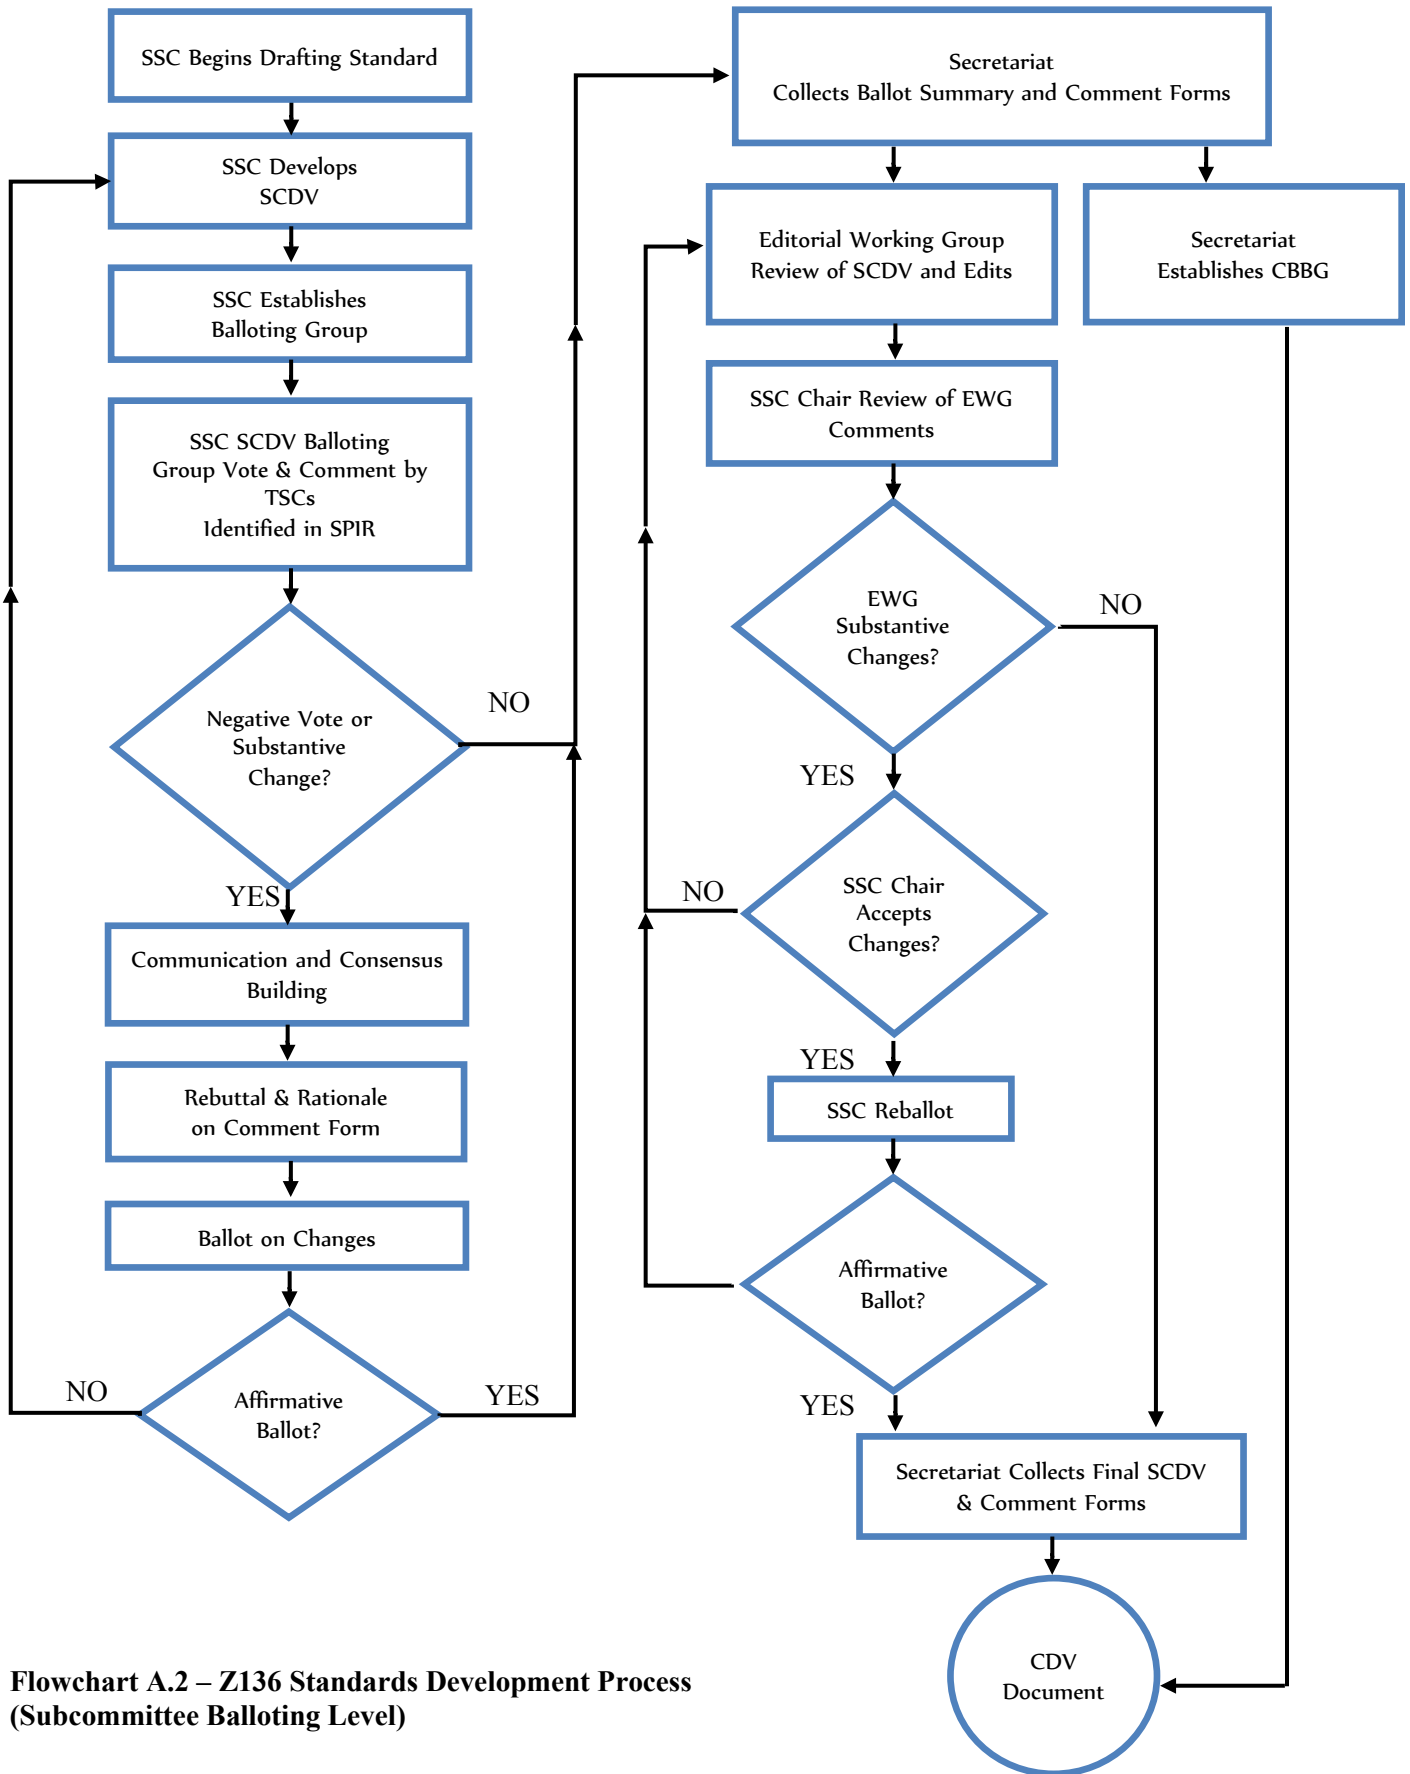 SSC Begins Drafting Standard
SSC Develops
SCDV
SSC Establishes
Balloting Group
SSC SCDV Balloting
Group Vote & Comment by
TSCs
Identified in SPIR
Negative Vote or
Substantive
Change?
NO
YES
Communication and Consensus
Building
Rebuttal & Rationale
on Comment Form
Ballot on Changes
Affirmative
Ballot?
NO
YES
Secretariat
Collects Ballot Summary and Comment Forms
Editorial Working Group
Review of SCDV and Edits
Secretariat
Establishes CBBG
SSC Chair Review of EWG
Comments
EWG
Substantive
Changes?
NO
YES
SSC Chair
Accepts
Changes?
NO
YES
SSC Reballot
Affirmative
Ballot?
YES
Secretariat Collects Final SCDV
& Comment Forms
CDV
Document
Flowchart A.2 – Z136 Standards Development Process
(Subcommittee Balloting Level)